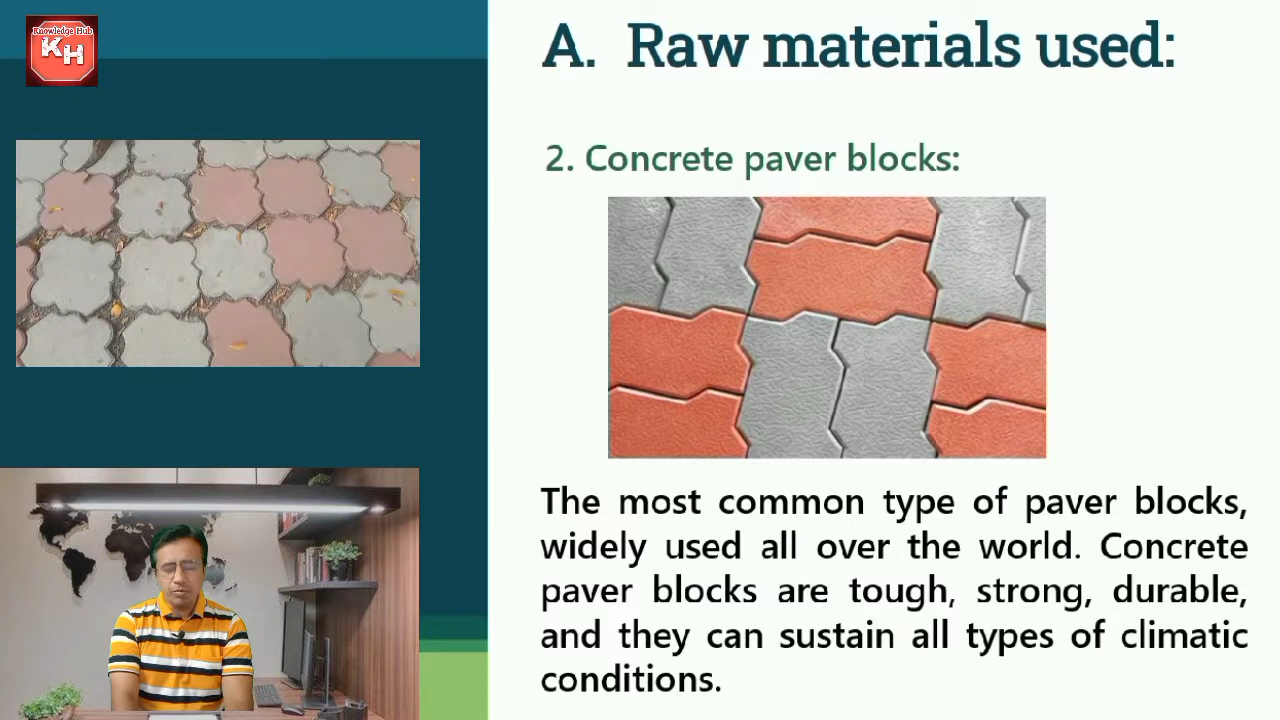 Knowledge Hub
KH
A. Raw materials used:
2. Concrete paver blocks:
The most common type of paver blocks,
widely used all over the world. Concrete
paver blocks are tough, strong, durable,
and they can sustain all types of climatic
conditions.